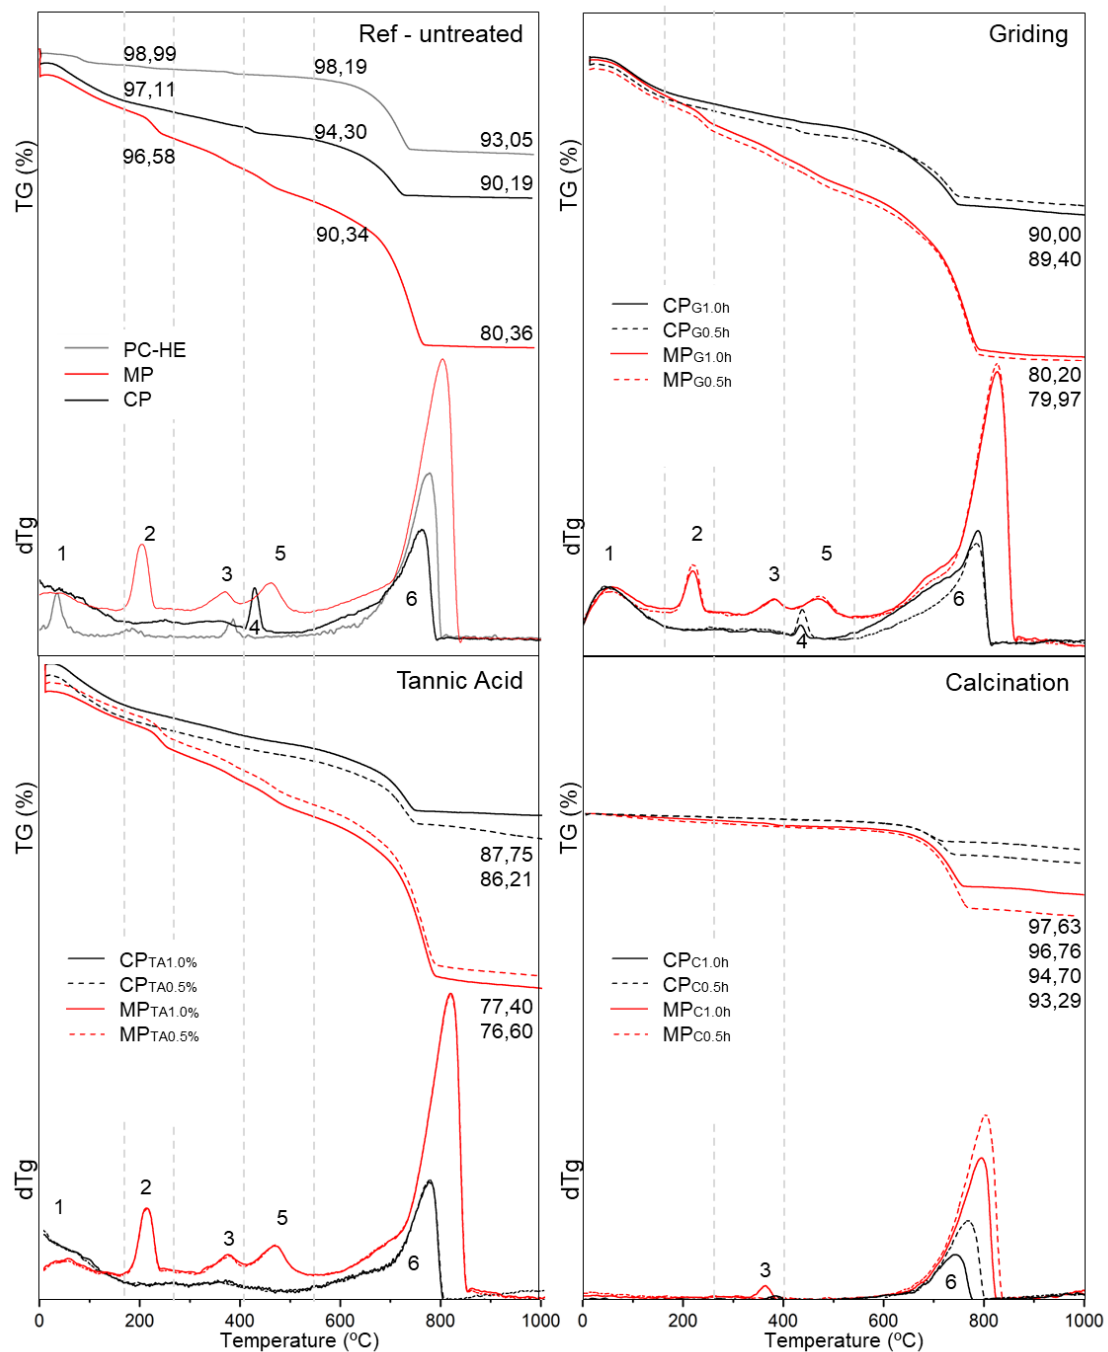 Ref - untreated
98,99
98,19
97,11
94,30
93,05
96,58
90,19
90,34
80,36
TG (%)
PC-HE
MP
CP
dTg
1
2
3
4
5
6
Griding
TG (%)
90,00
89,40
CPG1.0h
CPG0.5h
MPG1.0h
MPG0.5h
80,20
79,97
dTg
1
2
3
4
5
6
Tannic Acid
TG (%)
87,75
86,21
CPTA1.0%
CPTA0.5%
MPTA1.0%
MPTA0.5%
77,40
76,60
dTg
1
2
3
5
6
0 200 400 600 800 1000
Temperature (ºC)
Calcination
TG (%)
97,63
96,76
94,70
93,29
CPC1.0h
CPC0.5h
MPC1.0h
MPC0.5h
dTg
3
6
0 200 400 600 800 1000
Temperature (ºC)